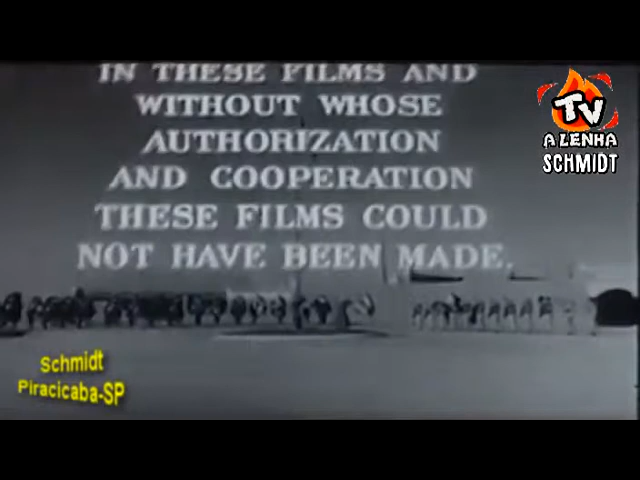 IN THESE FILMS AND
WITHOUT WHOSE
AUTHORIZATION
AND COOPERATION
THESE FILMS COULD
NOT HAVE BEEN MADE.
TV
A LENHA
SCHMIDT
Schmidt
Piracicaba-SP